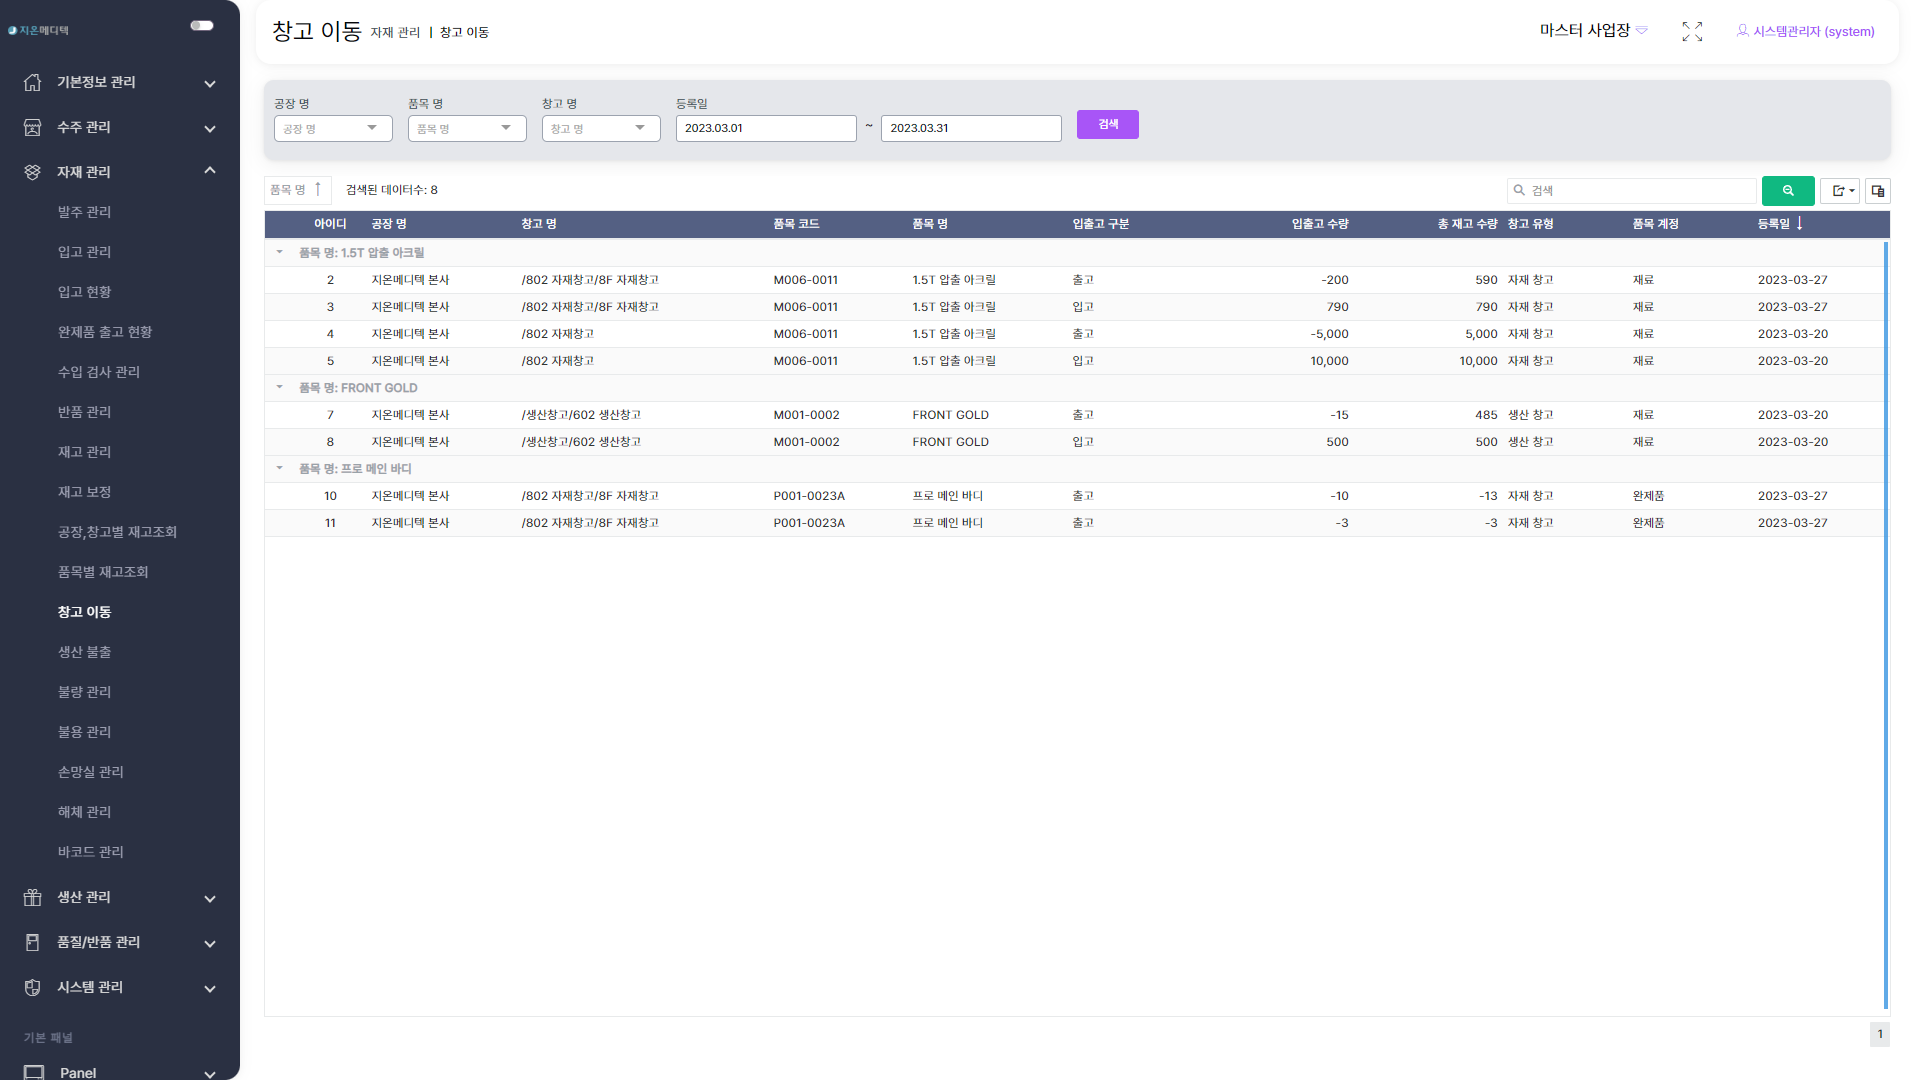 지온메디텍
기본정보 관리
수주 관리
자재 관리
발주 관리
입고 관리
입고 현황
완제품 출고 현황
수입 검사 관리
반품 관리
재고 관리
재고 보정
공장,창고별 재고조회
품목별 재고조회
창고 이동
생산 불출
불량 관리
불용 관리
손망실 관리
해체 관리
바코드 관리
생산 관리
품질/반품 관리
시스템 관리
기본 패널
Panel
창고 이동 자재 관리 | 창고 이동
마스터 사업장 시스템관리자 (system)
공장 명 품목 명 창고 명 등록일
공장 명 품목 명 창고 명 2023.03.01 ~ 2023.03.31 검색
품목 명 검색된 데이터수: 8 검색
아이디 공장 명 창고 명 품목 코드 품목 명 입출고 구분 입출고 수량 총 재고 수량 창고 유형 품목 계정 등록일
품목 명: 1.5T 압출 아크릴
2 지온메디텍 본사 /802 자재창고/8F 자재창고 M006-0011 1.5T 압출 아크릴 출고 -200 590 자재 창고 재료 2023-03-27
3 지온메디텍 본사 /802 자재창고/8F 자재창고 M006-0011 1.5T 압출 아크릴 입고 790 790 자재 창고 재료 2023-03-27
4 지온메디텍 본사 /802 자재창고 M006-0011 1.5T 압출 아크릴 출고 -5,000 5,000 자재 창고 재료 2023-03-20
5 지온메디텍 본사 /802 자재창고 M006-0011 1.5T 압출 아크릴 입고 10,000 10,000 자재 창고 재료 2023-03-20
품목 명: FRONT GOLD
7 지온메디텍 본사 /생산창고/602 생산창고 M001-0002 FRONT GOLD 출고 -15 485 생산 창고 재료 2023-03-20
8 지온메디텍 본사 /생산창고/602 생산창고 M001-0002 FRONT GOLD 입고 500 500 생산 창고 재료 2023-03-20
품목 명: 프로 메인 바디
10 지온메디텍 본사 /802 자재창고/8F 자재창고 P001-0023A 프로 메인 바디 출고 -10 -13 자재 창고 완제품 2023-03-27
11 지온메디텍 본사 /802 자재창고/8F 자재창고 P001-0023A 프로 메인 바디 출고 -3 -3 자재 창고 완제품 2023-03-27
1